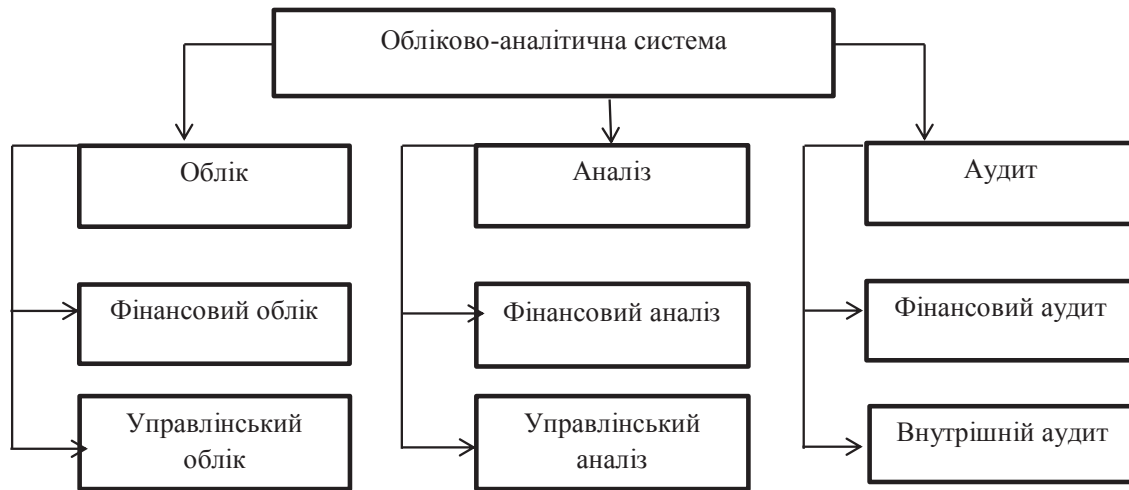 Обліково-аналітична система
Облік
Аналіз
Аудит
Фінансовий облік
Фінансовий аналіз
Фінансовий аудит
Управлінський
облік
Управлінський
аналіз
Внутрішній аудит